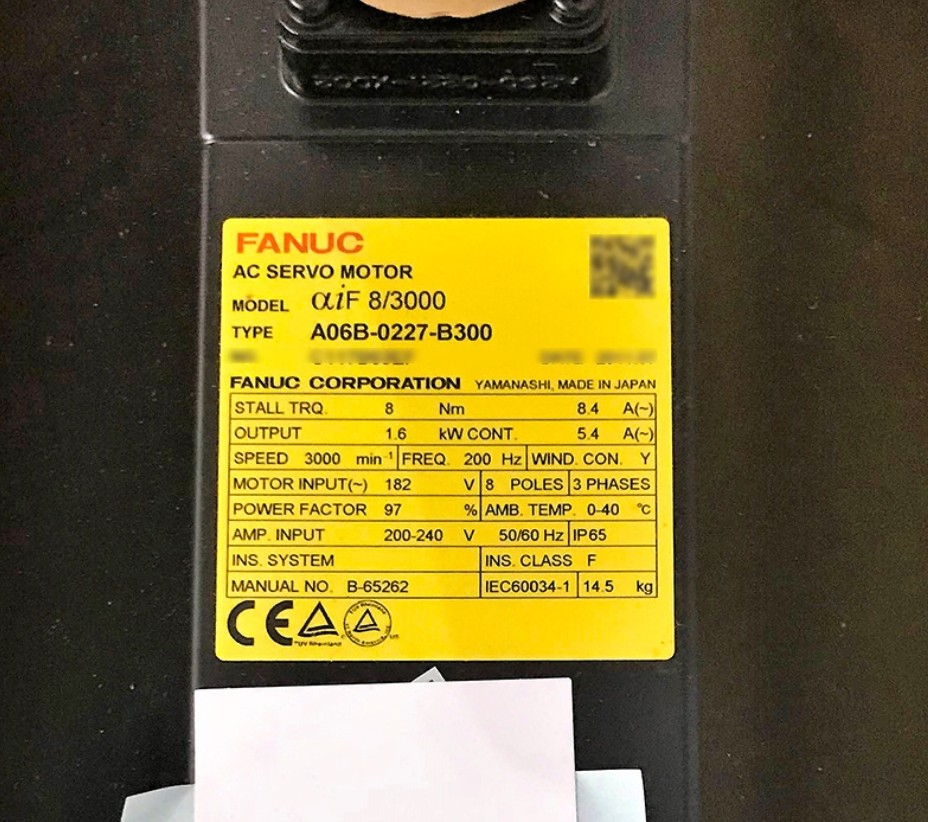 FANUC
AC SERVO MOTOR
MODEL αiF 8/3000
TYPE A06B-0227-B300
FANUC CORPORATION YAMANASHI, MADE IN JAPAN
STALL TRQ. 8 Nm 8.4 A(~)
OUTPUT 1.6 kW CONT. 5.4 A(~)
SPEED 3000 min⁻¹ FREQ. 200 Hz WIND. CON. Y
MOTOR INPUT(~) 182 V 8 POLES 3 PHASES
POWER FACTOR 97 % AMB. TEMP. 0-40 ℃
AMP. INPUT 200-240 V 50/60 Hz IP65
INS. SYSTEM INS. CLASS F
MANUAL NO. B-65262 IEC60034-1 14.5 kg
CE
TÜV Rheinland